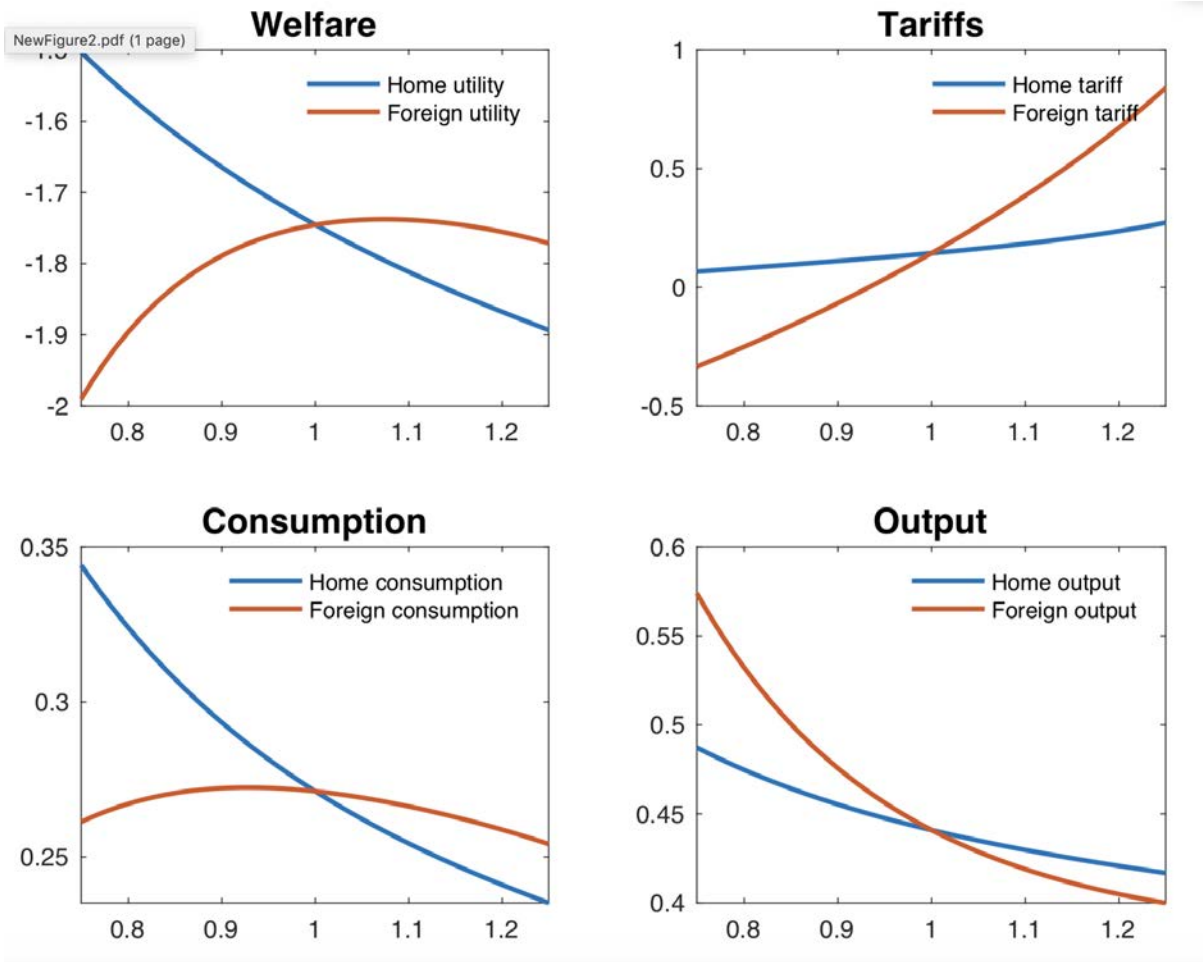 Welfare
Tariffs
NewFigure2.pdf (1 page)
Home utility
Foreign utility
-1.6
-1.7
-1.8
-1.9
-2
0.8 0.9 1 1.1 1.2
1
Home tariff
Foreign tariff
0.5
0
-0.5
0.8 0.9 1 1.1 1.2
Consumption
0.35
Home consumption
Foreign consumption
0.3
0.25
0.8 0.9 1 1.1 1.2
Output
0.6
Home output
Foreign output
0.55
0.5
0.45
0.4
0.8 0.9 1 1.1 1.2